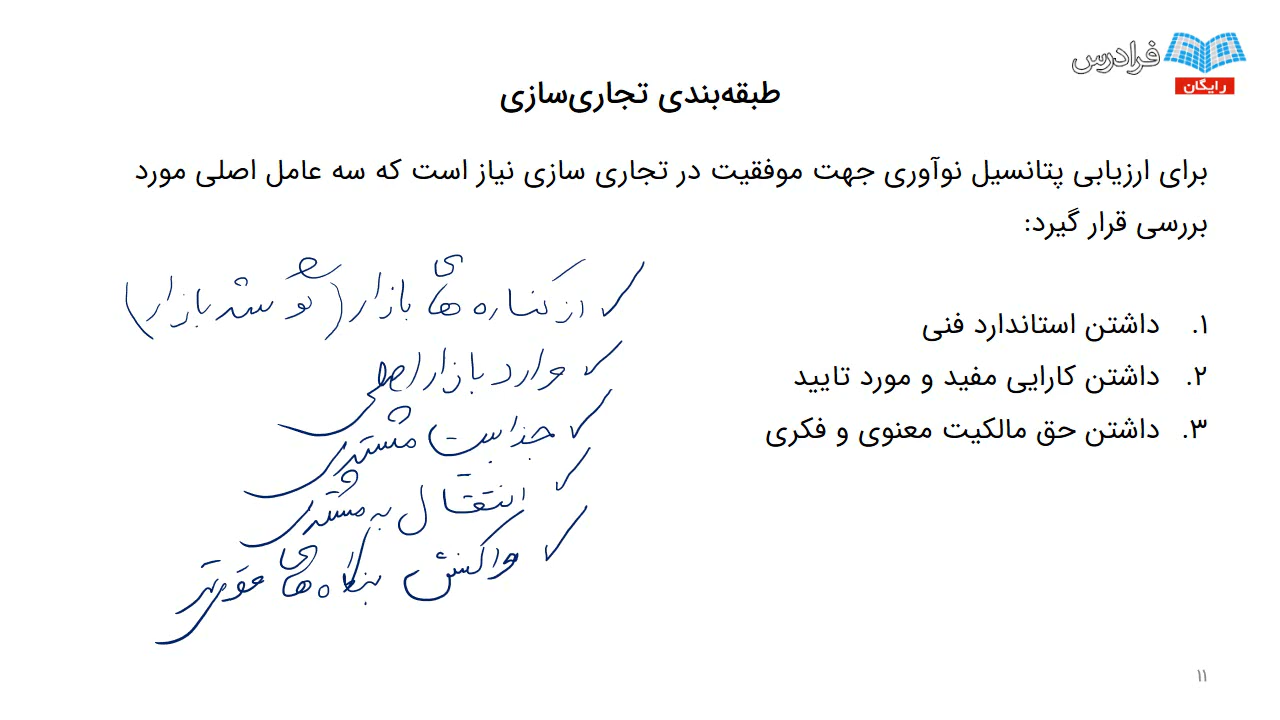 فرادرس
رایگان
طبقه‌بندی تجاری‌سازی
برای ارزیابی پتانسیل نوآوری جهت موفقیت در تجاری سازی نیاز است که سه عامل اصلی مورد
بررسی قرار گیرد:
۱. داشتن استاندارد فنی
۲. داشتن کارایی مفید و مورد تایید
۳. داشتن حق مالکیت معنوی و فکری
✓ از کناره های بازار (گوشه بازار)
✓ وارد بازار اصلی
✓ جذابیت مشتری
✓ انتقال به مشتری
✓ واکنش بنگاه های قوی‌تر
۱۱